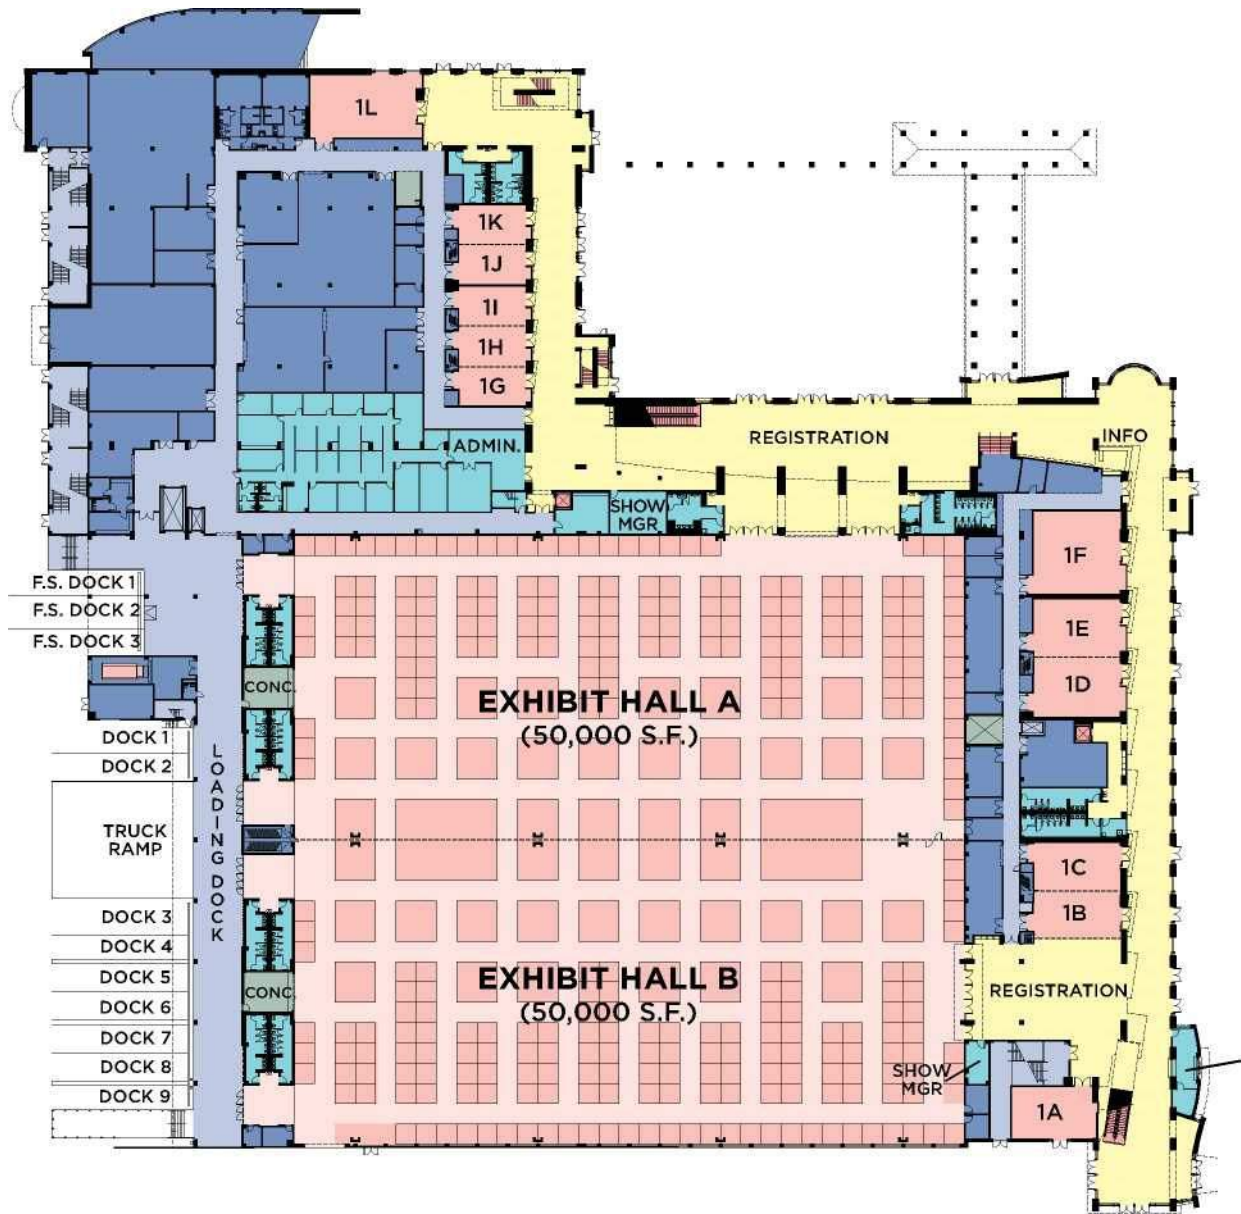 1L
1K
1J
1I
1H
1G
ADMIN.
REGISTRATION
INFO
SHOW
MGR
1F
F.S. DOCK 1
F.S. DOCK 2
F.S. DOCK 3
1E
1D
CONC.
EXHIBIT HALL A
(50,000 S.F.)
DOCK 1
DOCK 2
LOADING DOCK
TRUCK
RAMP
1C
1B
DOCK 3
DOCK 4
DOCK 5
DOCK 6
DOCK 7
DOCK 8
DOCK 9
CONC.
EXHIBIT HALL B
(50,000 S.F.)
REGISTRATION
SHOW
MGR
1A